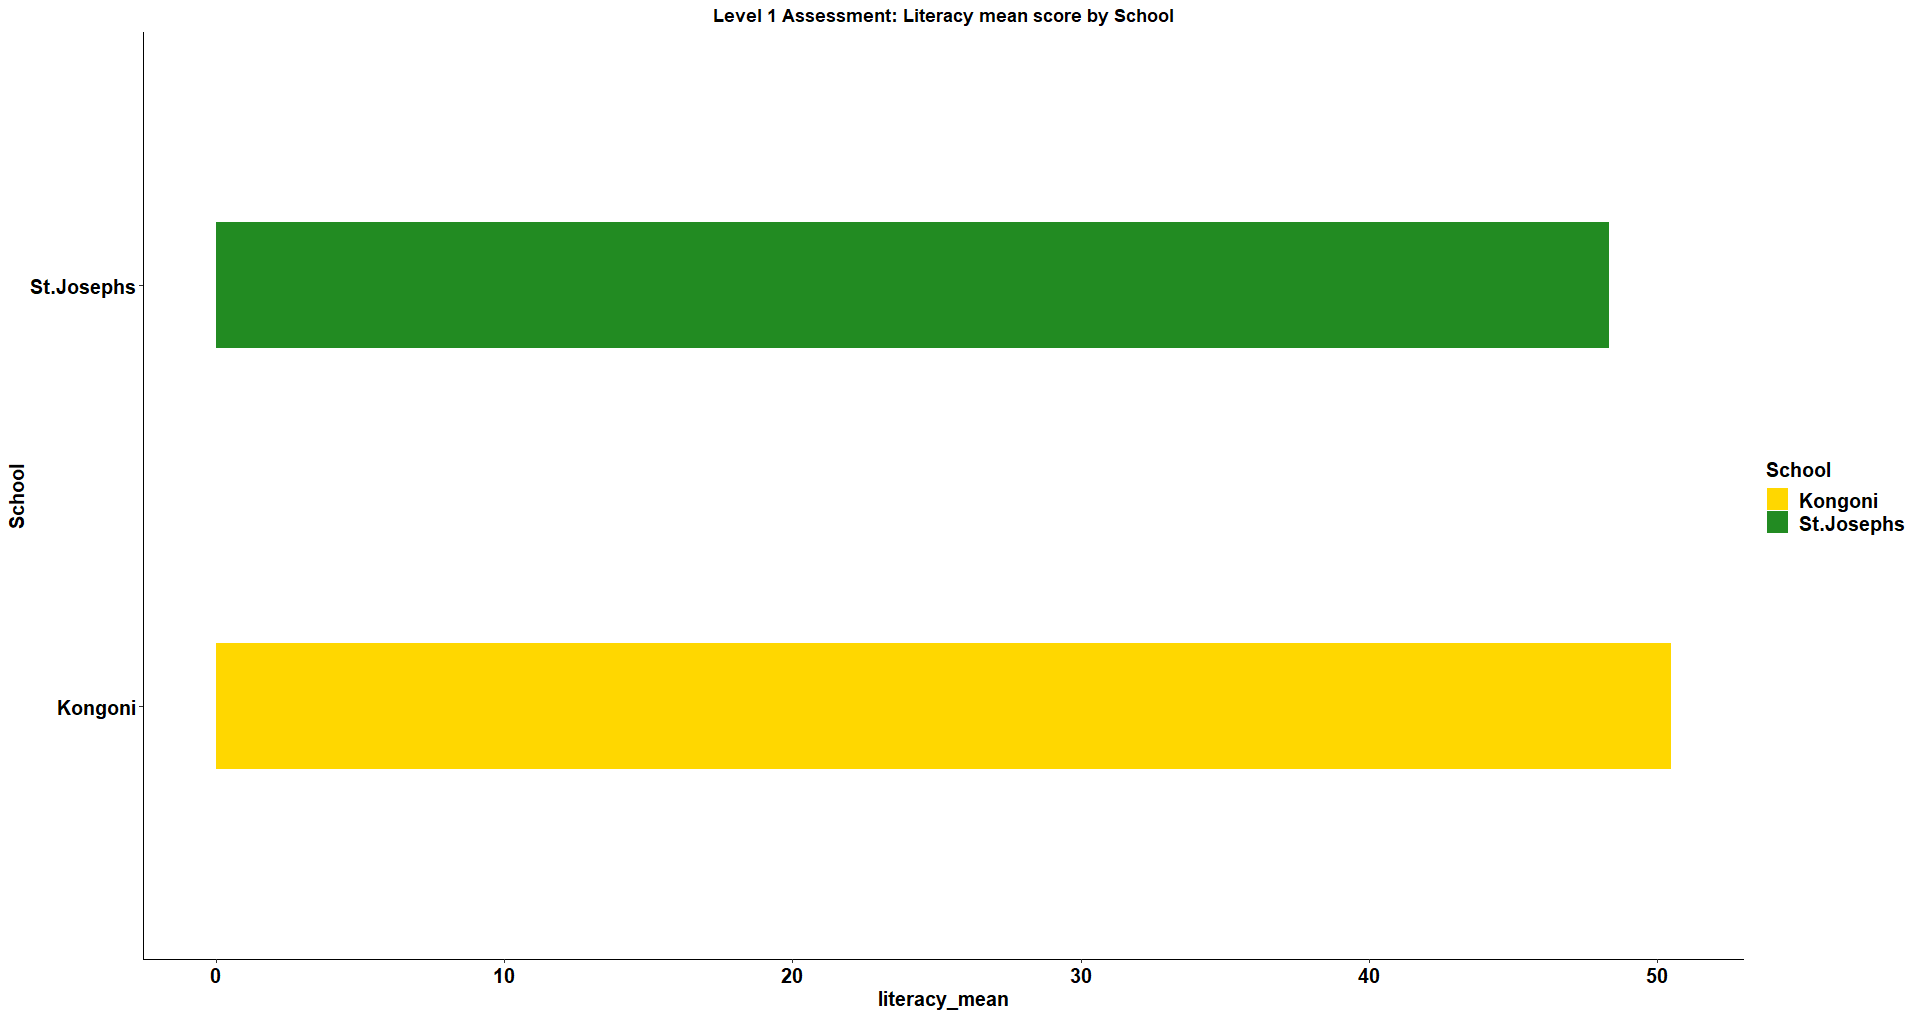 Level 1 Assessment: Literacy mean score by School
St.Josephs
School
Kongoni
School
Kongoni
St.Josephs
0 10 20 30 40 50
literacy_mean